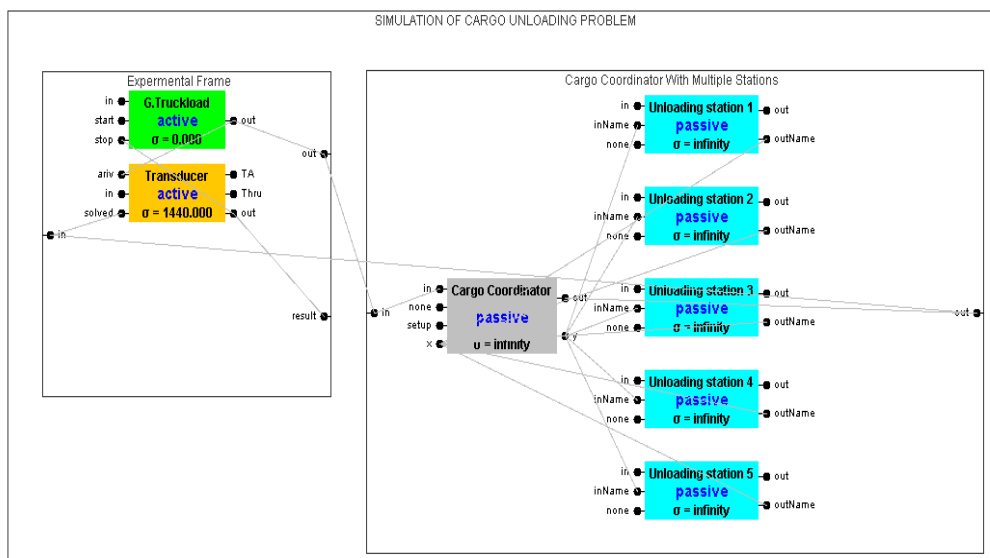 SIMULATION OF CARGO UNLOADING PROBLEM
Expermental Frame
in
G.Truckload
start
active
out
stop
σ = 0.000
out
ariv
Transducer
TA
in
active
Thru
solved
σ = 1440.000
out
in
result
Cargo Coordinator With Multiple Stations
in
Cargo Coordinator
in
none
out
setup
passive
y
x
σ = infinity
out
in
Unloading station 1
out
inName
passive
outName
none
σ = infinity
in
Unloading station 2
out
inName
passive
outName
none
σ = infinity
in
Unloading station 3
out
inName
passive
outName
none
σ = infinity
in
Unloading station 4
out
inName
passive
outName
none
σ = infinity
in
Unloading station 5
out
inName
passive
outName
none
σ = infinity